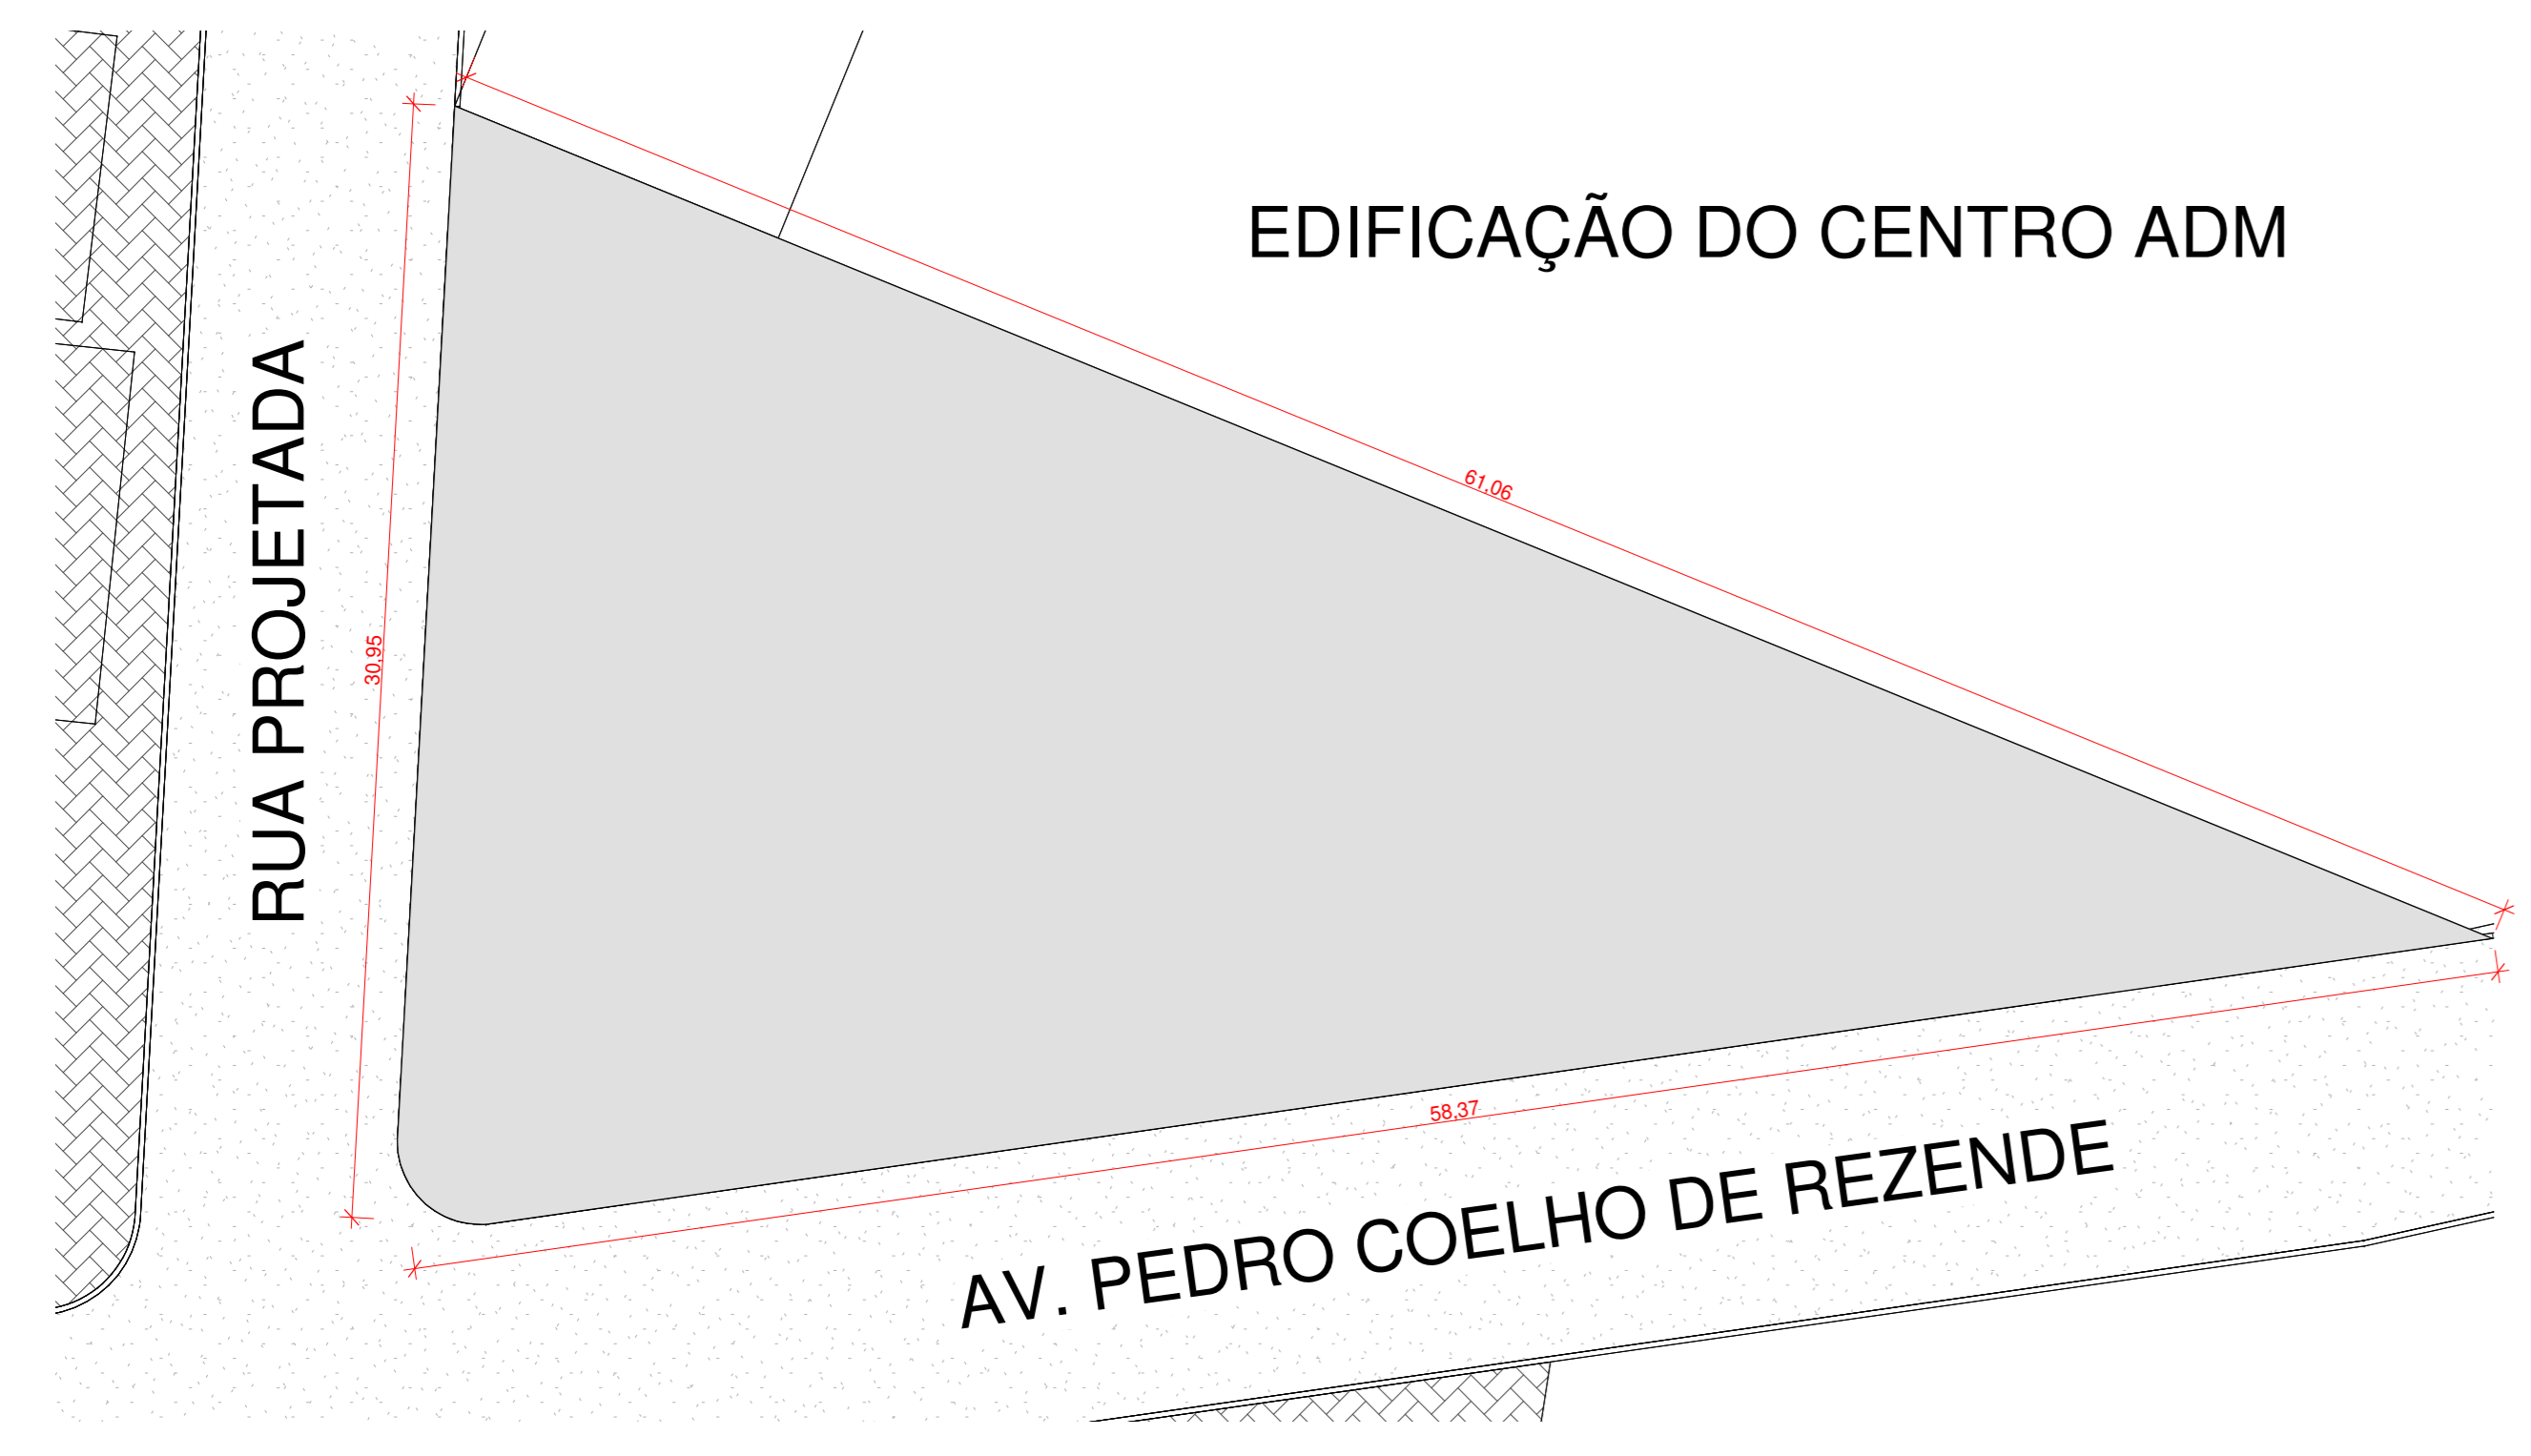 EDIFICAÇÃO DO CENTRO ADM
61,06
RUA PROJETADA
30,95
58,37
AV. PEDRO COELHO DE REZENDE